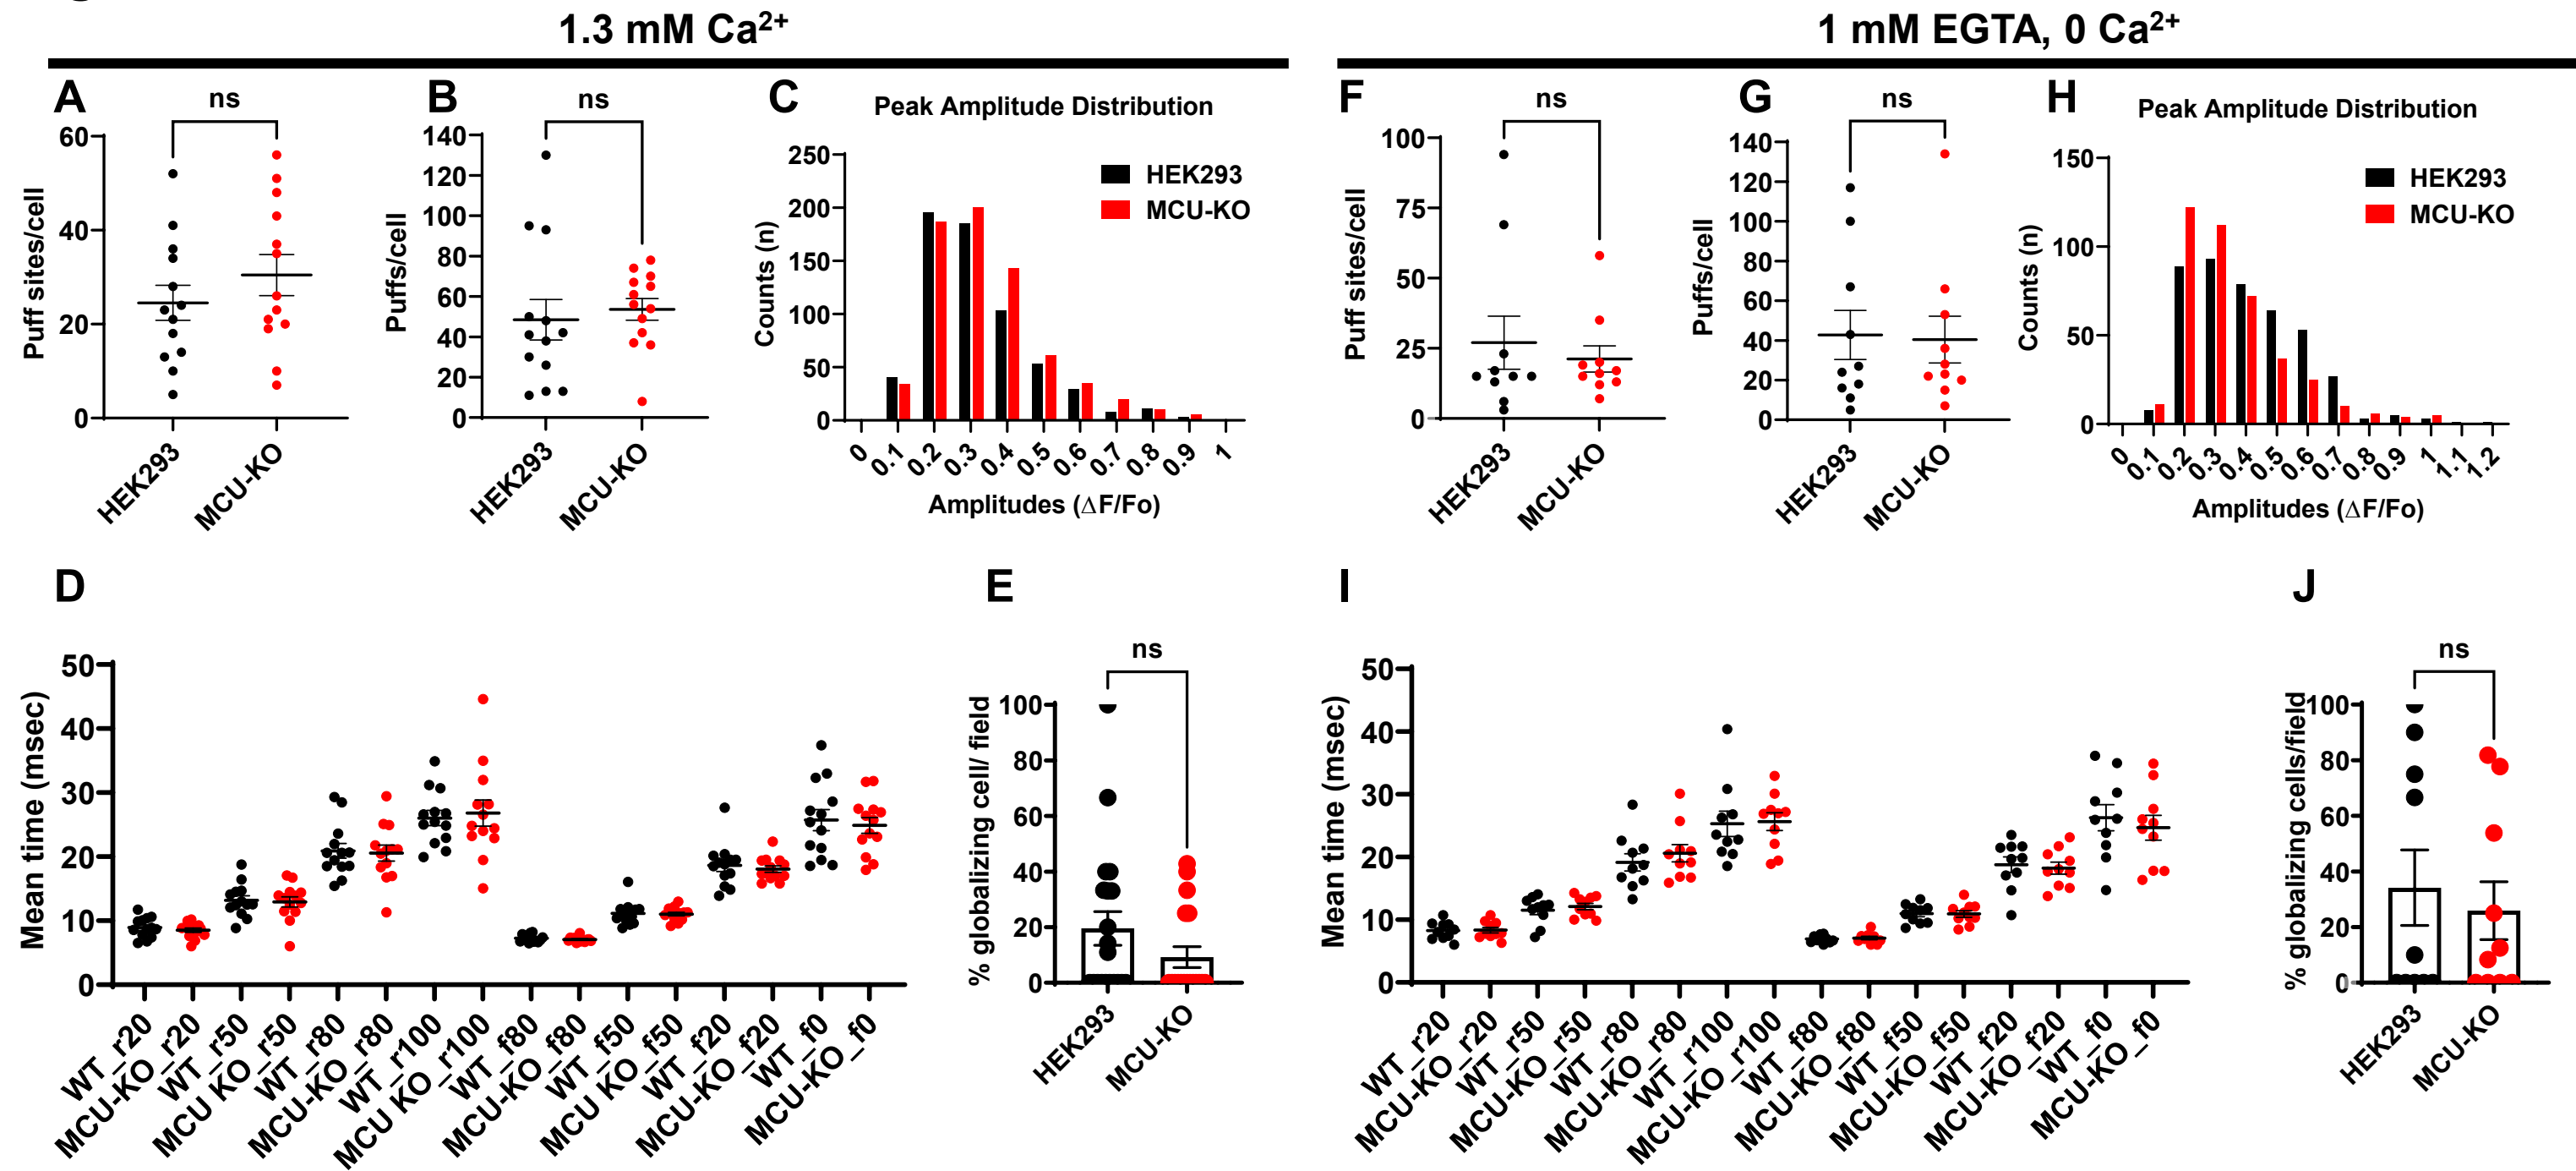 1.3 mM Ca²⁺
1 mM EGTA, 0 Ca²⁺
A
ns
Puff sites/cell
60
40
20
0
HEK293
MCU-KO
B
ns
Puffs/cell
140
120
100
80
60
40
20
0
HEK293
MCU-KO
C
Peak Amplitude Distribution
HEK293
MCU-KO
Counts (n)
250
200
150
100
50
0
0 0.1 0.2 0.3 0.4 0.5 0.6 0.7 0.8 0.9 1
Amplitudes (ΔF/Fo)
F
ns
Puff sites/cell
100
75
50
25
0
HEK293
MCU-KO
G
ns
Puffs/cell
140
120
100
80
60
40
20
0
HEK293
MCU-KO
H
Peak Amplitude Distribution
HEK293
MCU-KO
Counts (n)
150
100
50
0
0 0.1 0.2 0.3 0.4 0.5 0.6 0.7 0.8 0.9 1 1.1 1.2
Amplitudes (ΔF/Fo)
D
Mean time (msec)
50
40
30
20
10
0
WT_r20
MCU-KO_r20
WT_r50
MCU KO_r50
WT_r80
MCU-KO_r80
WT_r100
MCU KO_r100
WT_f80
MCU-KO_f80
WT_f50
MCU KO_f50
WT_f20
MCU-KO_f20
WT_f0
MCU-KO_f0
E
ns
% globalizing cell/ field
100
80
60
40
20
0
HEK293
MCU-KO
I
Mean time (msec)
50
40
30
20
10
0
WT_r20
MCU-KO_r20
WT_r50
MCU-KO_r50
WT_r80
MCU-KO_r80
WT_r100
MCU-KO_r100
WT_f80
MCU-KO_f80
WT_f50
MCU-KO_f50
WT_f20
MCU-KO_f20
WT_f0
MCU-KO_f0
J
ns
% globalizing cells/field
100
80
60
40
20
0
HEK293
MCU-KO